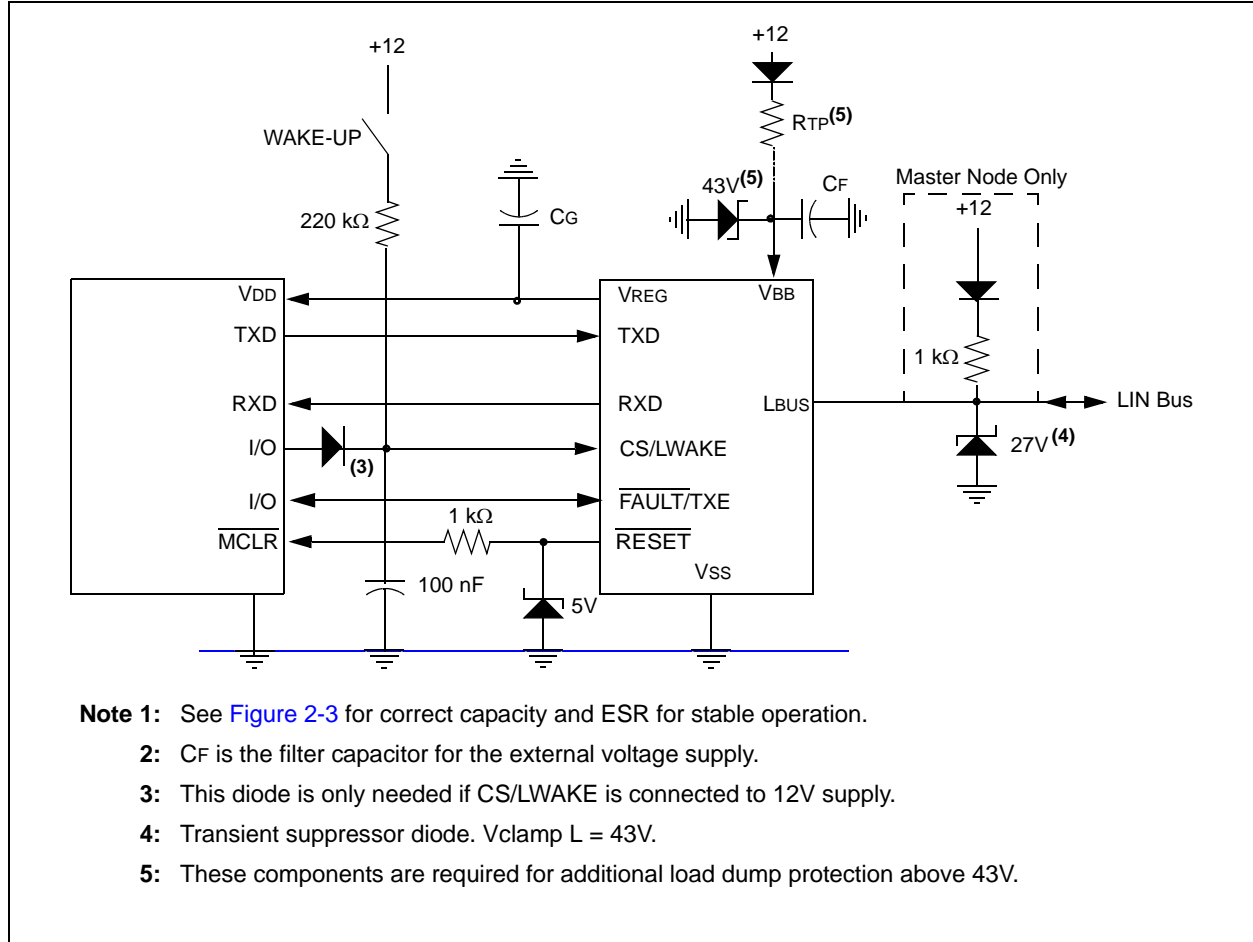 +12
+12
WAKE-UP
RTP(5)
43V(5)
CF
Master Node Only
+12
220 kΩ
CG
VDD
VREG
VBB
TXD
TXD
1 kΩ
RXD
RXD
LBUS
LIN Bus
I/O
(3)
CS/LWAKE
27V(4)
I/O
FAULT/TXE
1 kΩ
MCLR
RESET
VSS
100 nF
5V
Note 1: See Figure 2-3 for correct capacity and ESR for stable operation.
2: CF is the filter capacitor for the external voltage supply.
3: This diode is only needed if CS/LWAKE is connected to 12V supply.
4: Transient suppressor diode. Vclamp L = 43V.
5: These components are required for additional load dump protection above 43V.